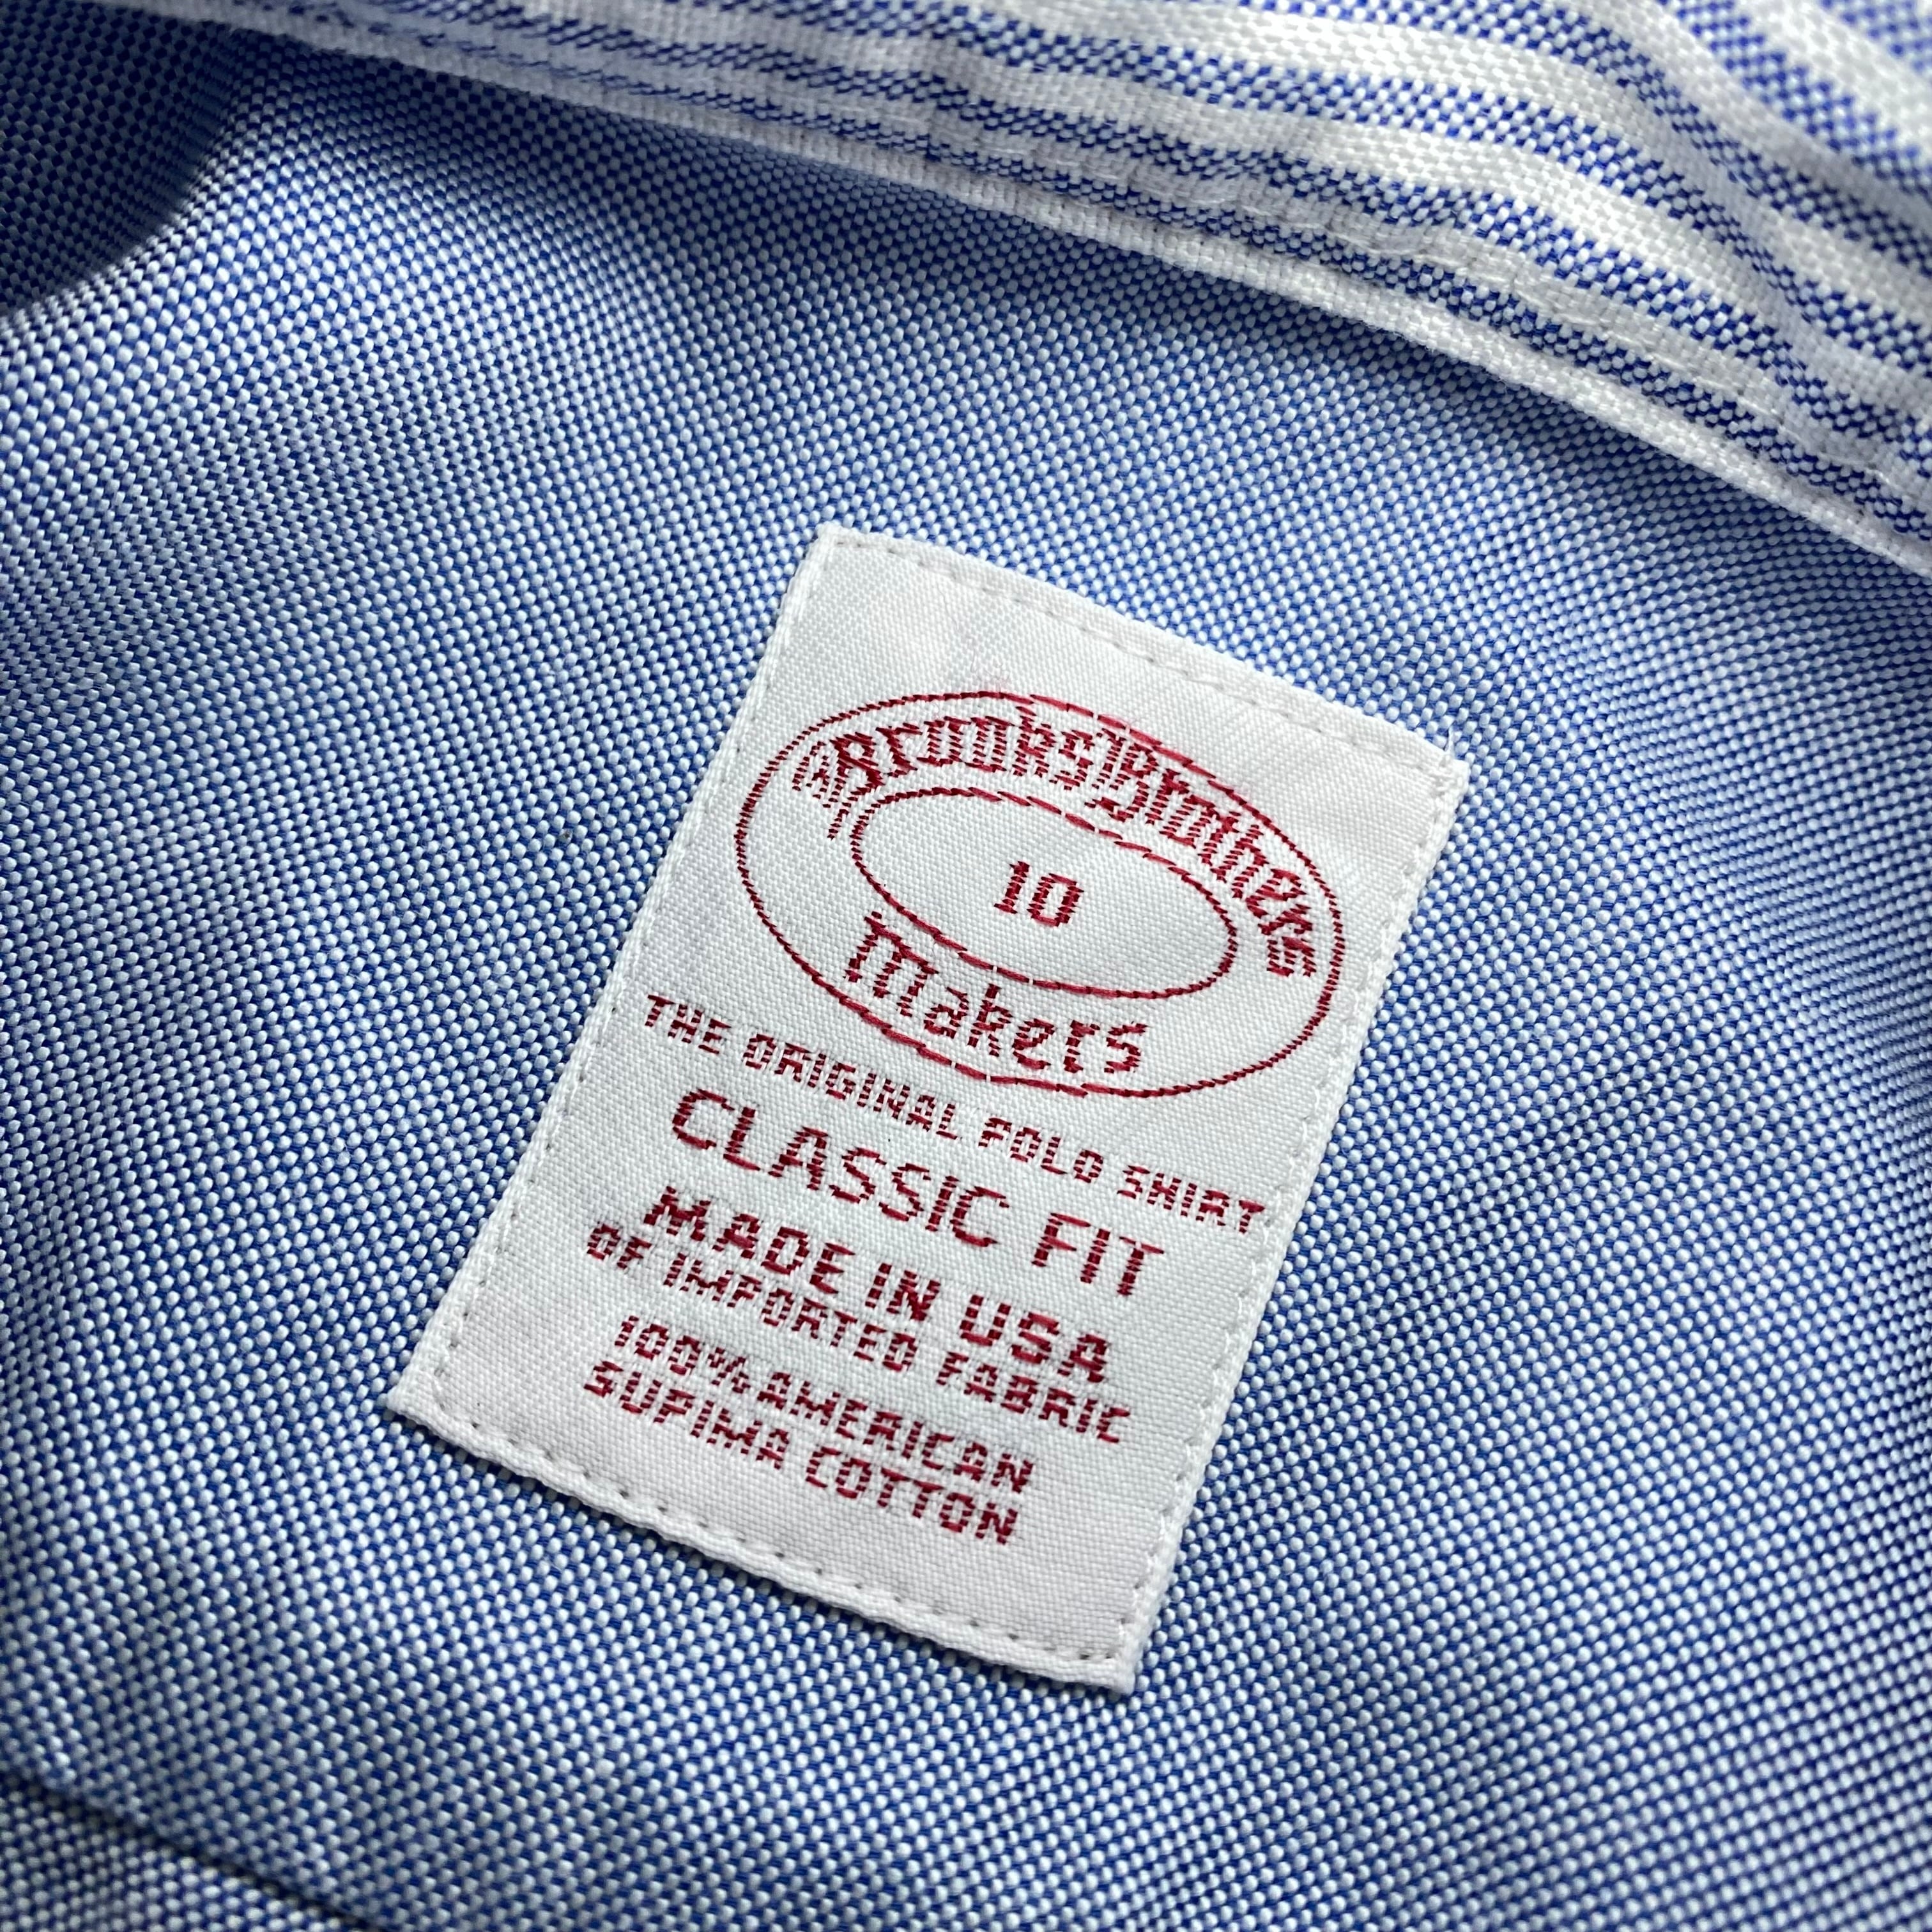 Brooks Brothers
10
Makers
THE ORIGINAL POLO SHIRT
CLASSIC FIT
MADE IN USA
OF IMPORTED FABRIC
100% AMERICAN
SUPIMA COTTON